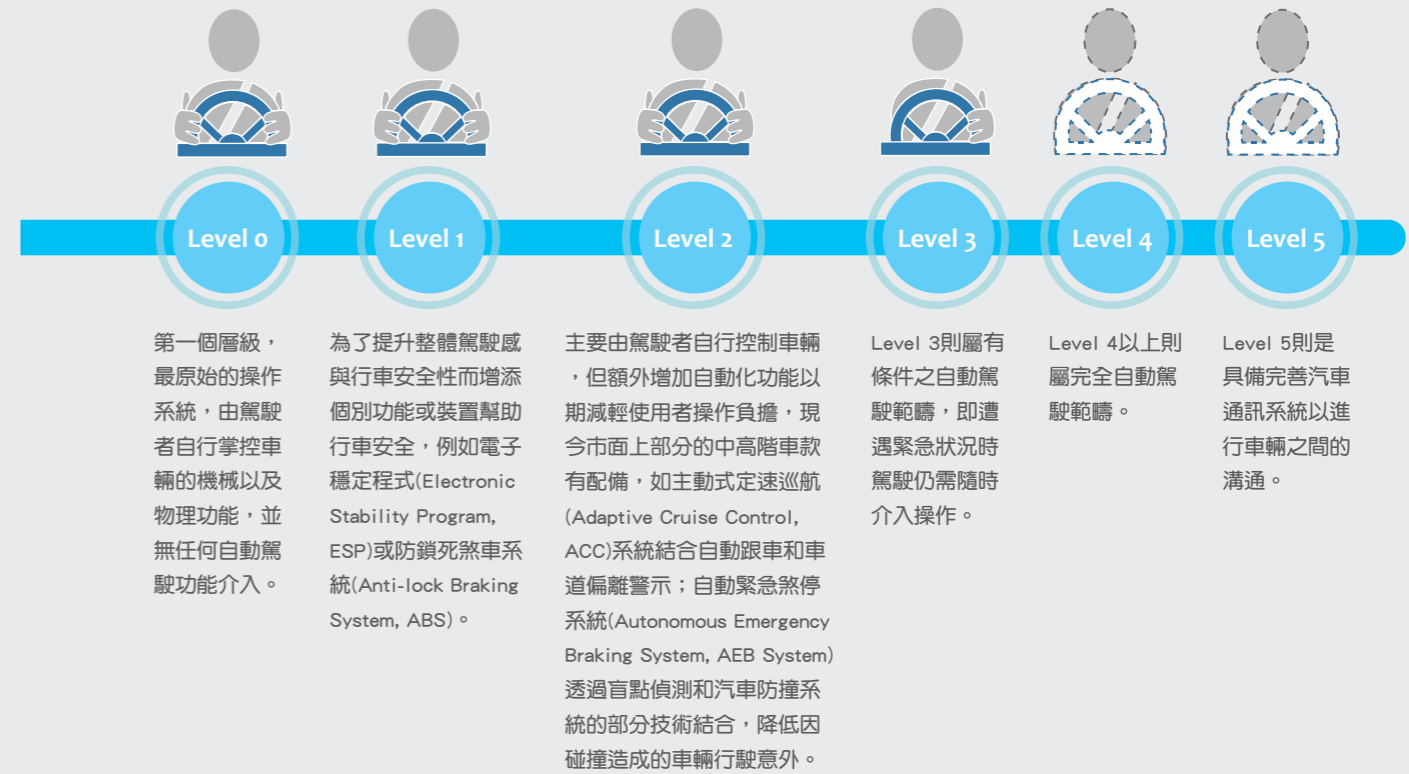 Level 0
Level 1
Level 2
Level 3
Level 4
Level 5
第一個層級，
最原始的操作
系統，由駕駛
者自行掌控車
輛的機械以及
物理功能，並
無任何自動駕
駛功能介入。
為了提升整體駕駛感
與行車安全性而增添
個別功能或裝置幫助
行車安全，例如電子
穩定程式(Electronic
Stability Program,
ESP)或防鎖死煞車系
統(Anti-lock Braking
System, ABS)。
主要由駕駛者自行控制車輛
，但額外增加自動化功能以
期減輕使用者操作負擔，現
今市面上部分的中高階車款
有配備，如主動式定速巡航
(Adaptive Cruise Control,
ACC)系統結合自動跟車和車
道偏離警示；自動緊急煞停
系統(Autonomous Emergency
Braking System, AEB System)
透過盲點偵測和汽車防撞系
統的部分技術結合，降低因
碰撞造成的車輛行駛意外。
Level 3則屬有
條件之自動駕
駛範疇，即遭
遇緊急狀況時
駕駛仍需隨時
介入操作。
Level 4以上則
屬完全自動駕
駛範疇。
Level 5則是
具備完善汽車
通訊系統以進
行車輛之間的
溝通。